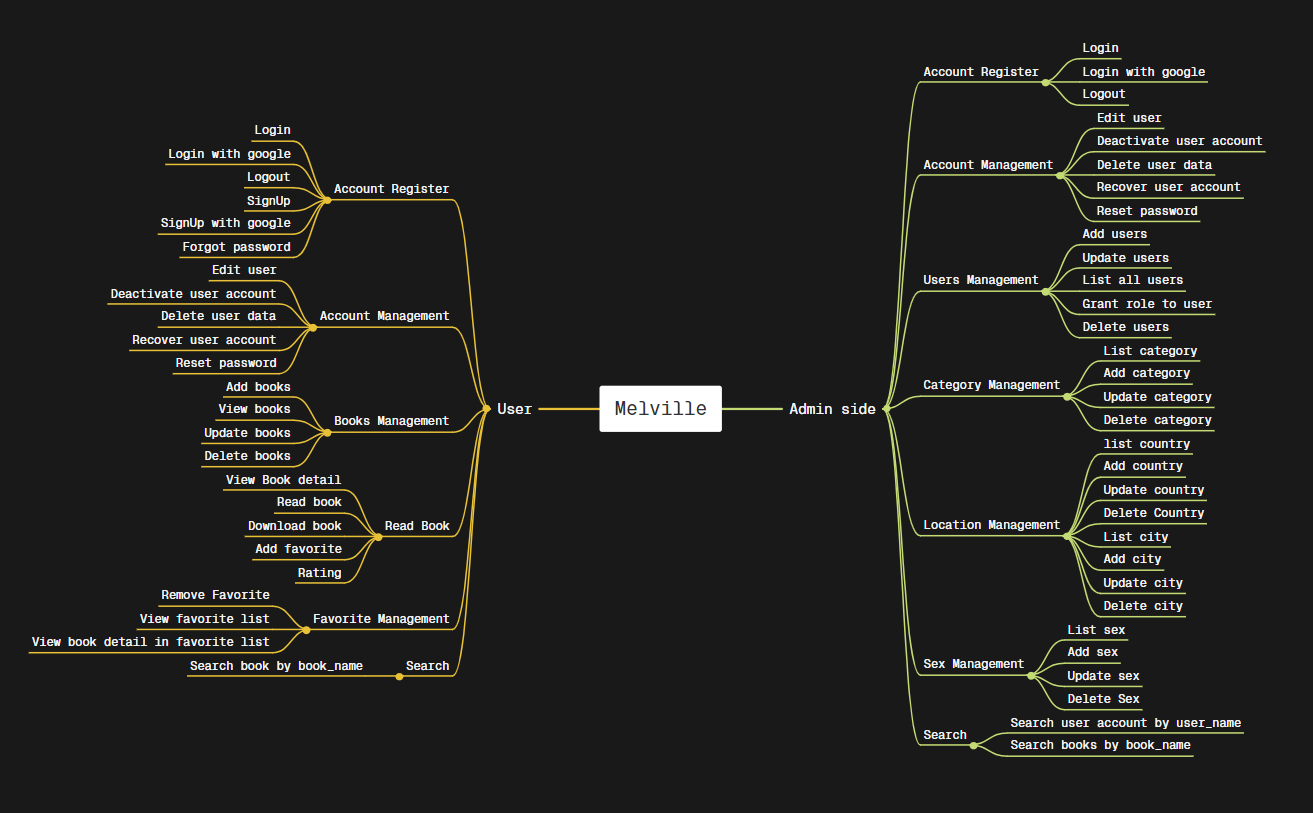 Melville
User
Account Register
Login
Login with google
Logout
SignUp
SignUp with google
Forgot password
Account Management
Edit user
Deactivate user account
Delete user data
Recover user account
Reset password
Books Management
Add books
View books
Update books
Delete books
Read Book
View Book detail
Read book
Download book
Add favorite
Rating
Favorite Management
Remove Favorite
View favorite list
View book detail in favorite list
Search
Search book by book_name
Admin side
Account Register
Login
Login with google
Logout
Account Management
Edit user
Deactivate user account
Delete user data
Recover user account
Reset password
Users Management
Add users
Update users
List all users
Grant role to user
Delete users
Category Management
List category
Add category
Update category
Delete category
Location Management
list country
Add country
Update country
Delete Country
List city
Add city
Update city
Delete city
Sex Management
List sex
Add sex
Update sex
Delete Sex
Search
Search user account by user_name
Search books by book_name